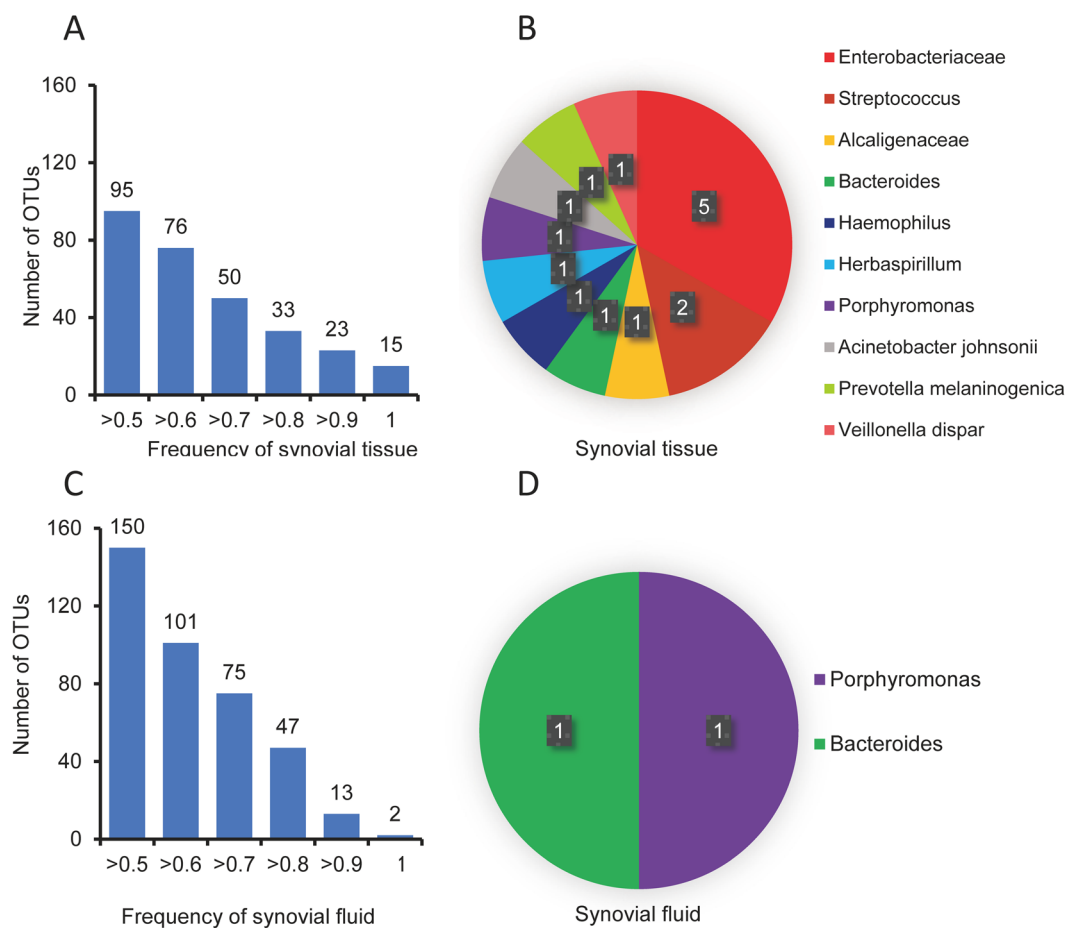 A
160
120
80
40
0
Number of OTUs
95
76
50
33
23
15
>0.5 >0.6 >0.7 >0.8 >0.9 1
Frequency of synovial tissue
B
5
2
1
1
1
1
1
1
1
1
Synovial tissue
Enterobacteriaceae
Streptococcus
Alcaligenaceae
Bacteroides
Haemophilus
Herbaspirillum
Porphyromonas
Acinetobacter johnsonii
Prevotella melaninogenica
Veillonella dispar
C
160
120
80
40
0
Number of OTUs
150
101
75
47
13
2
>0.5 >0.6 >0.7 >0.8 >0.9 1
Frequency of synovial fluid
D
1
1
Synovial fluid
Porphyromonas
Bacteroides